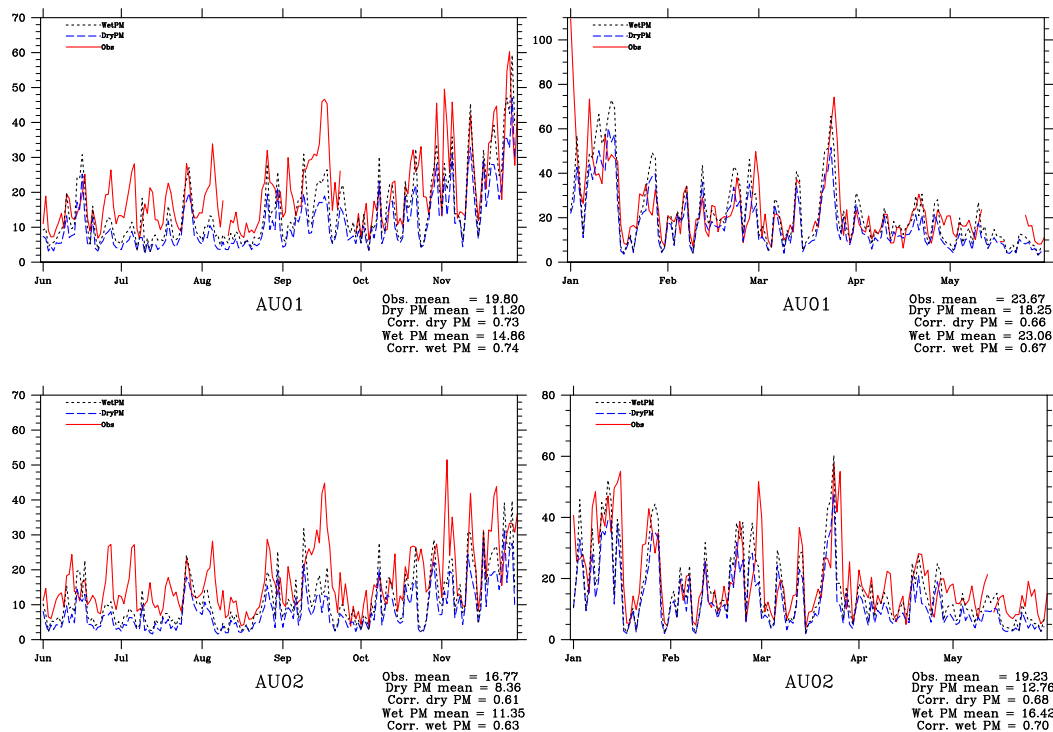 70
60
50
40
30
20
10
0
WetPM
DryPM
Obs
Jun Jul Aug Sep Oct Nov
AU01
Obs. mean = 19.80
Dry PM mean = 11.20
Corr. dry PM = 0.73
Wet PM mean = 14.86
Corr. wet PM = 0.74
100
80
60
40
20
0
WetPM
DryPM
Obs
Jan Feb Mar Apr May
AU01
Obs. mean = 23.67
Dry PM mean = 18.25
Corr. dry PM = 0.66
Wet PM mean = 23.06
Corr. wet PM = 0.67
70
60
50
40
30
20
10
0
WetPM
DryPM
Obs
Jun Jul Aug Sep Oct Nov
AU02
Obs. mean = 16.77
Dry PM mean = 8.36
Corr. dry PM = 0.61
Wet PM mean = 11.35
Corr. wet PM = 0.63
80
60
40
20
0
WetPM
DryPM
Obs
Jan Feb Mar Apr May
AU02
Obs. mean = 19.23
Dry PM mean = 12.76
Corr. dry PM = 0.68
Wet PM mean = 16.42
Corr. wet PM = 0.70